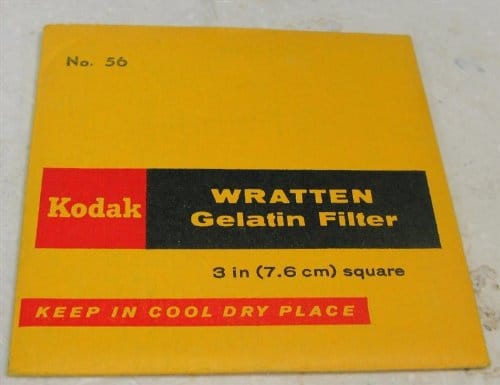 No. 56
Kodak
WRATTEN
Gelatin Filter
3 in (7.6 cm) square
KEEP IN COOL DRY PLACE